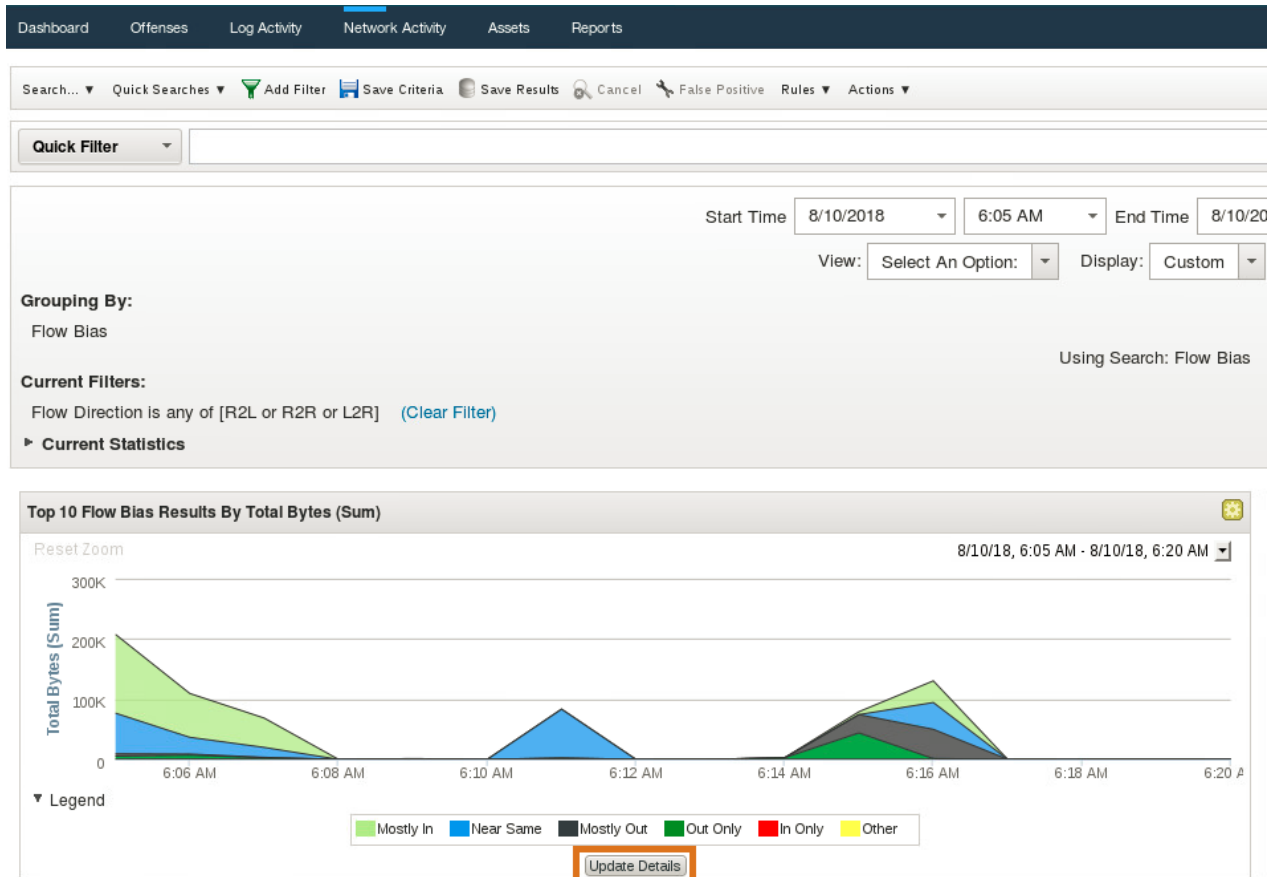 Dashboard Offenses Log Activity Network Activity Assets Reports
Search... ▼ Quick Searches ▼ Add Filter Save Criteria Save Results Cancel False Positive Rules ▼ Actions ▼
Quick Filter
Start Time 8/10/2018 6:05 AM End Time 8/10/20
View: Select An Option: Display: Custom
Grouping By:
Flow Bias
Using Search: Flow Bias
Current Filters:
Flow Direction is any of [R2L or R2R or L2R] (Clear Filter)
Current Statistics
Top 10 Flow Bias Results By Total Bytes (Sum)
Reset Zoom 8/10/18, 6:05 AM - 8/10/18, 6:20 AM
Total Bytes (Sum)
300K
200K
100K
0
6:06 AM 6:08 AM 6:10 AM 6:12 AM 6:14 AM 6:16 AM 6:18 AM 6:20 A
▼ Legend
Mostly In Near Same Mostly Out Out Only In Only Other
Update Details